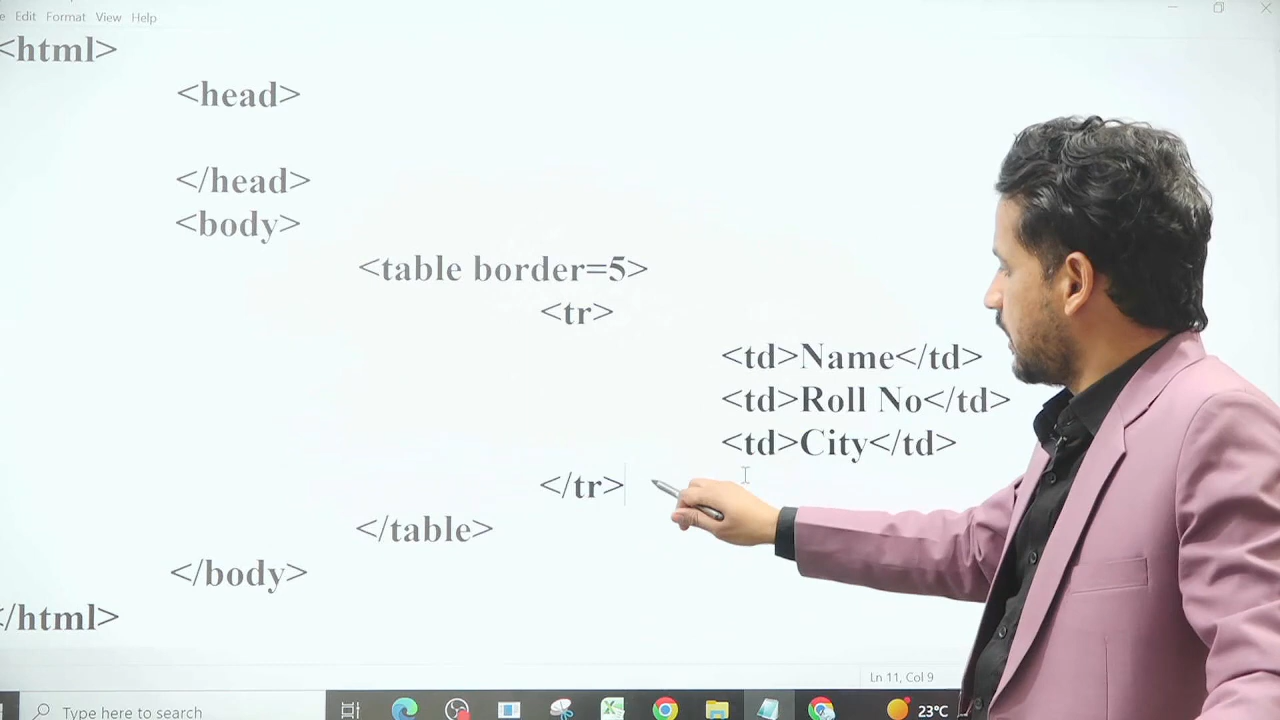 Edit Format View Help
<html>
<head>
</head>
<body>
<table border=5>
<tr>
<td>Name</td>
<td>Roll No</td>
<td>City</td>
</tr>
</table>
</body>
</html>
Ln 11, Col 9
Type here to search
23°C